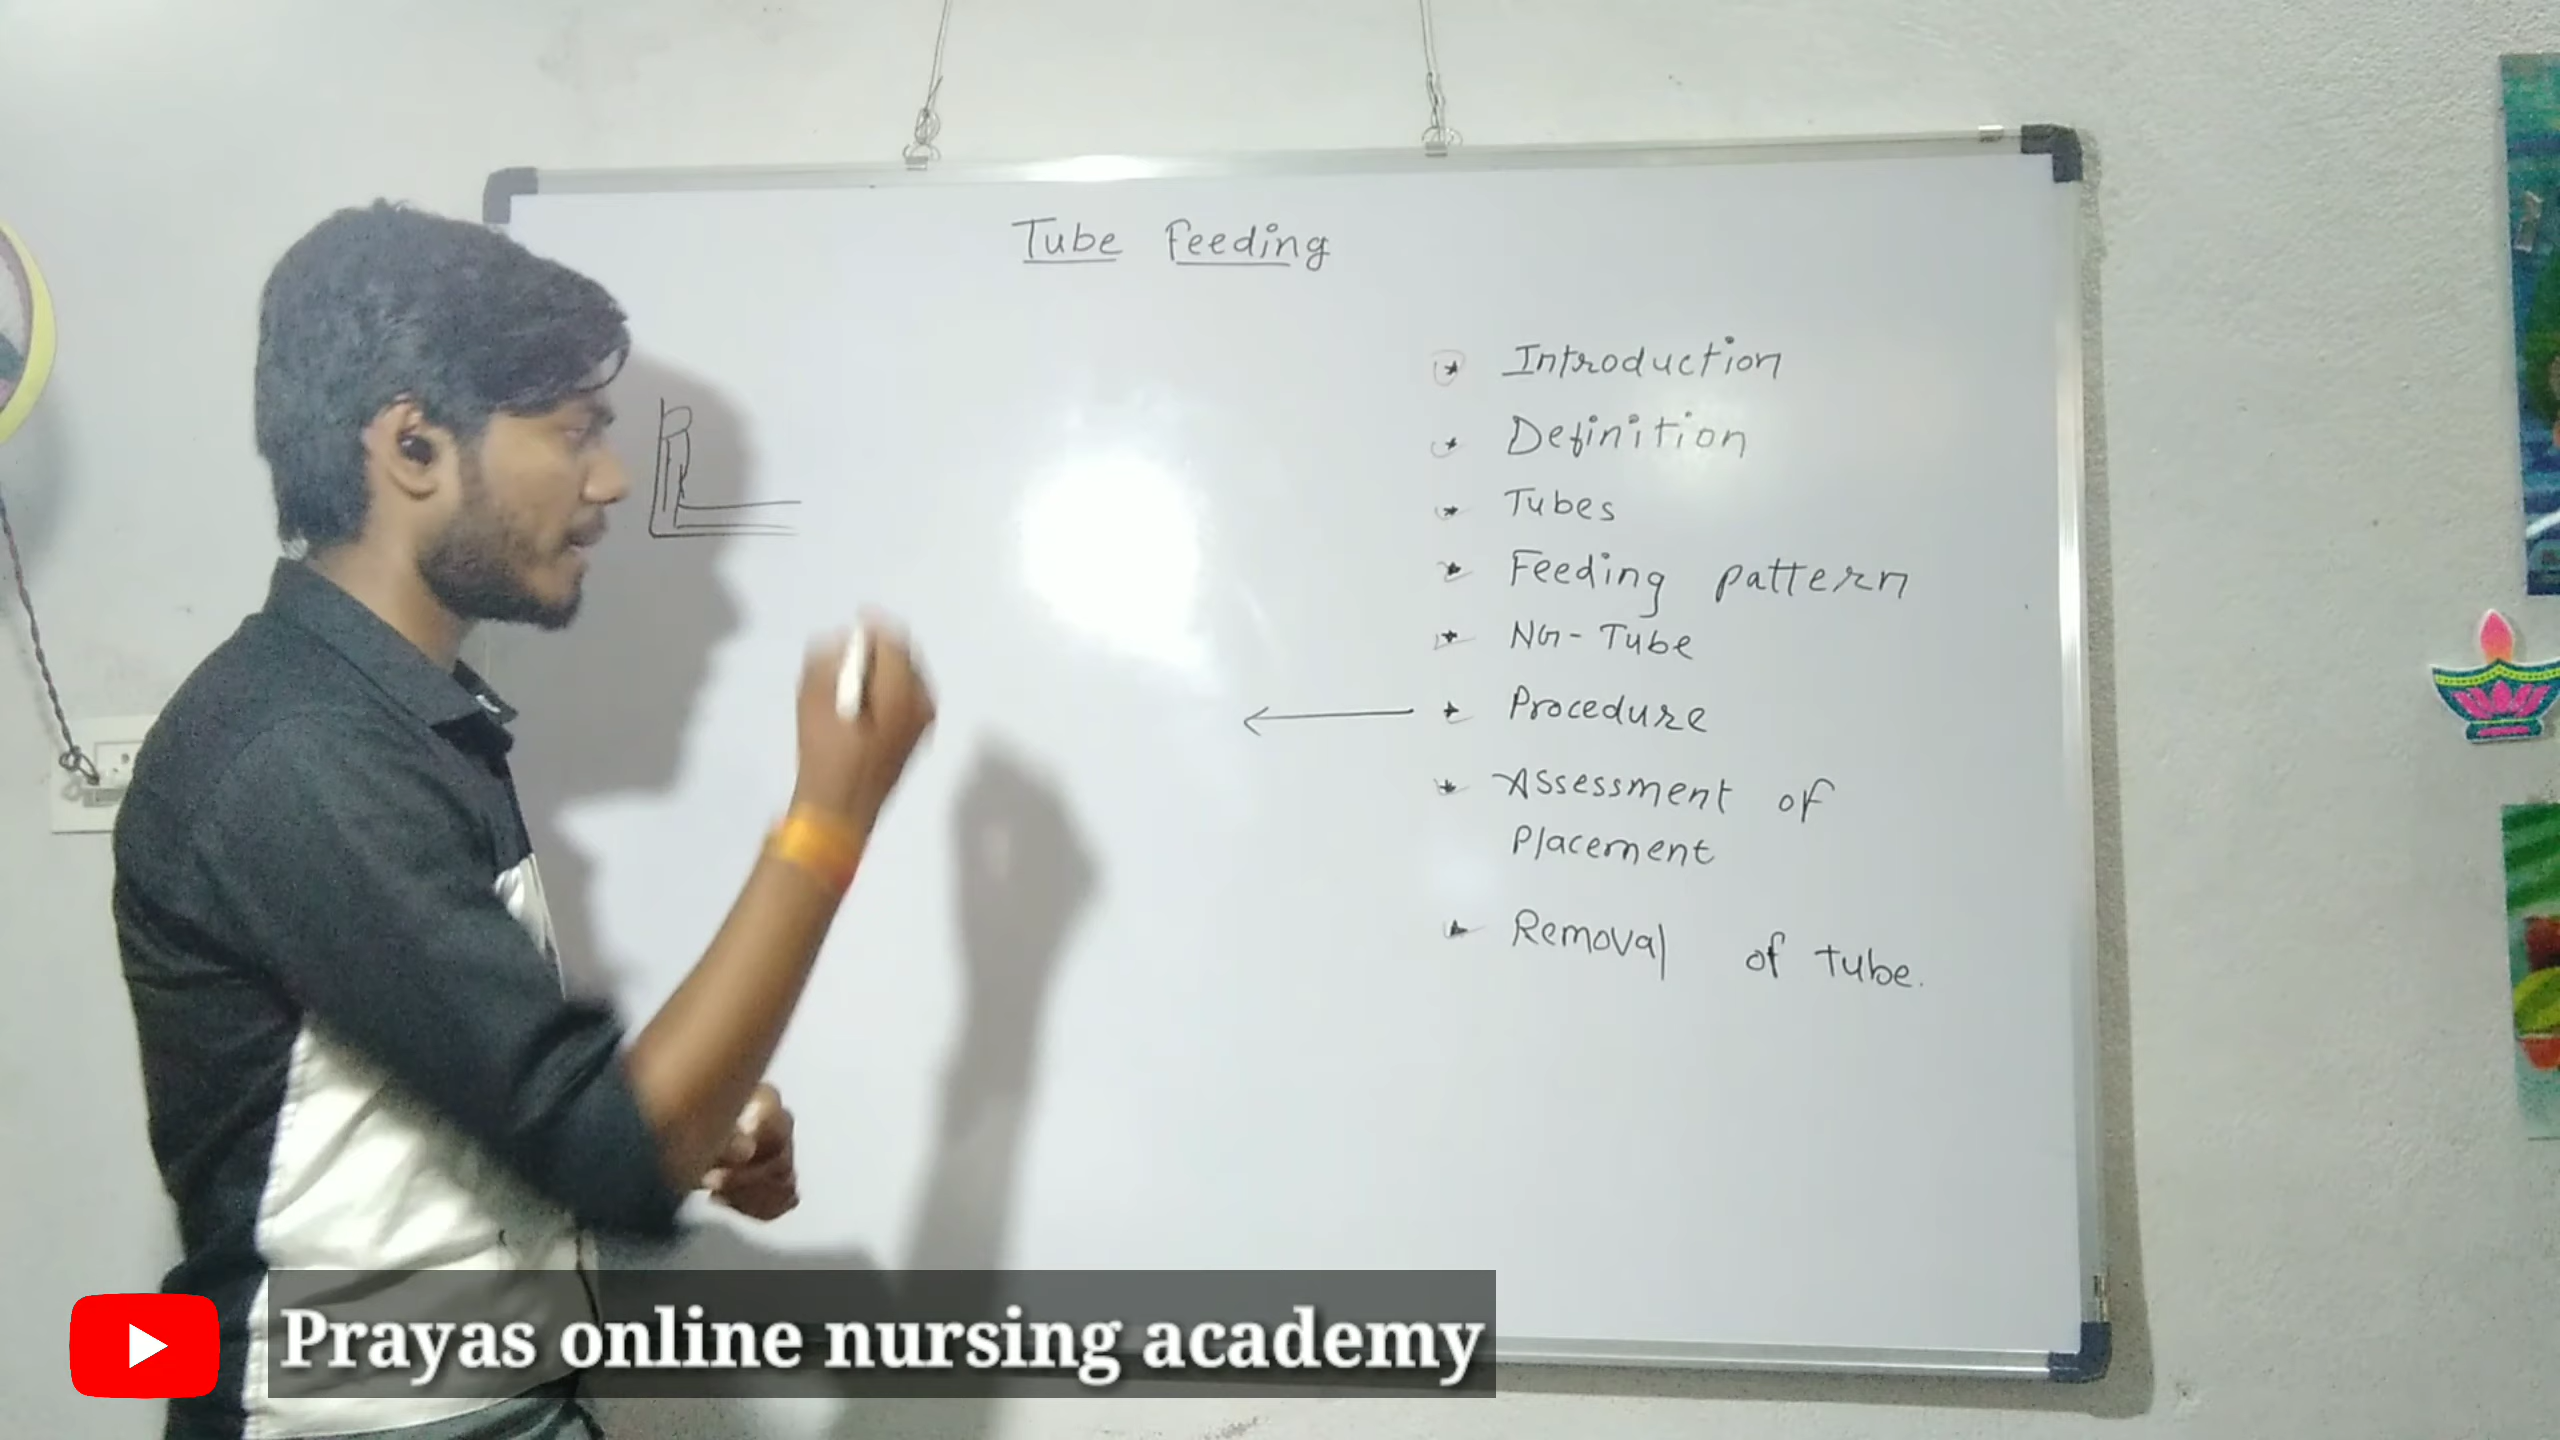 Tube Feeding
Introduction
Definition
Tubes
Feeding pattern
NG-Tube
Procedure
Assessment of
Placement
Removal of tube.
Prayas online nursing academy